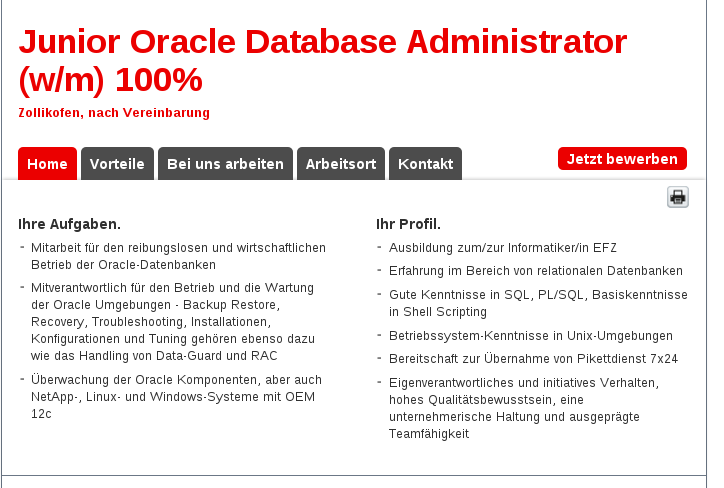 Junior Oracle Database Administrator
(w/m) 100%
Zollikofen, nach Vereinbarung
Home Vorteile Bei uns arbeiten Arbeitsort Kontakt Jetzt bewerben
Ihre Aufgaben.
- Mitarbeit für den reibungslosen und wirtschaftlichen
Betrieb der Oracle-Datenbanken
- Mitverantwortlich für den Betrieb und die Wartung
der Oracle Umgebungen - Backup Restore,
Recovery, Troubleshooting, Installationen,
Konfigurationen und Tuning gehören ebenso dazu
wie das Handling von Data-Guard und RAC
- Überwachung der Oracle Komponenten, aber auch
NetApp-, Linux- und Windows-Systeme mit OEM
12c
Ihr Profil.
- Ausbildung zum/zur Informatiker/in EFZ
- Erfahrung im Bereich von relationalen Datenbanken
- Gute Kenntnisse in SQL, PL/SQL, Basiskenntnisse
in Shell Scripting
- Betriebssystem-Kenntnisse in Unix-Umgebungen
- Bereitschaft zur Übernahme von Pikettdienst 7x24
- Eigenverantwortliches und initiatives Verhalten,
hohes Qualitätsbewusstsein, eine
unternehmerische Haltung und ausgeprägte
Teamfähigkeit